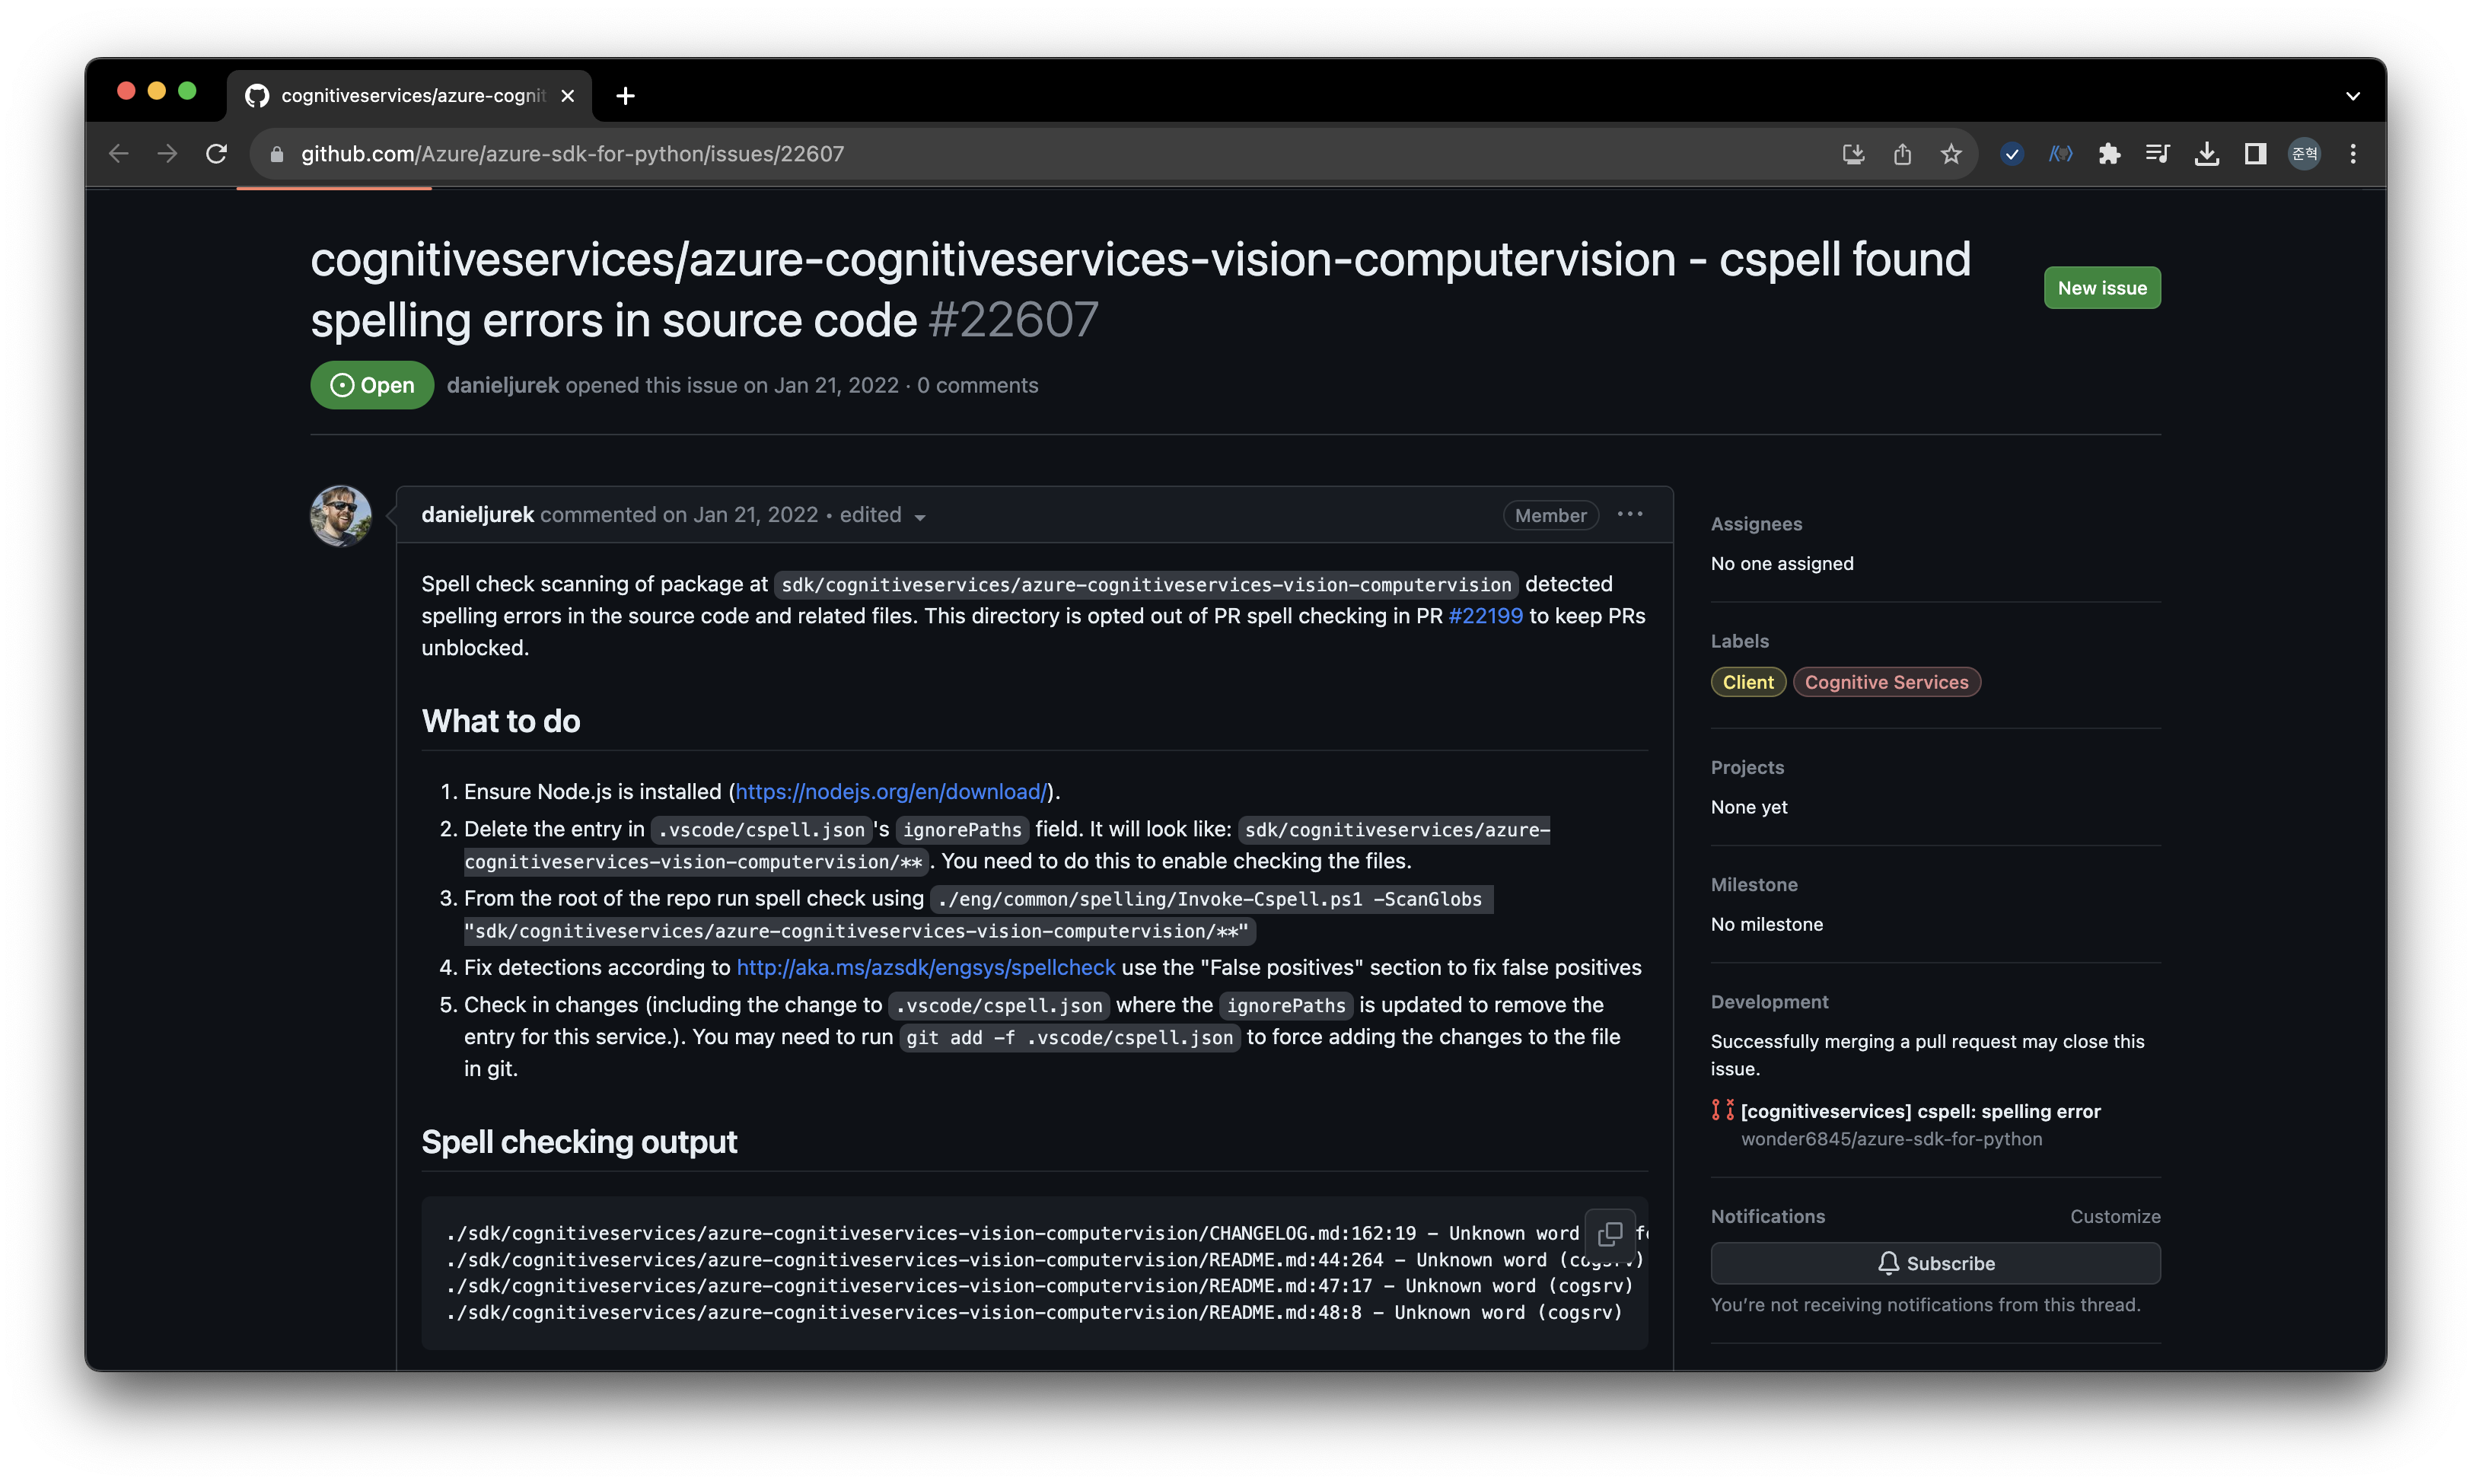 cognitiveservices/azure-cognit
github.com/Azure/azure-sdk-for-python/issues/22607
준혁
cognitiveservices/azure-cognitiveservices-vision-computervision - cspell found
spelling errors in source code #22607
New issue
Open
danieljurek opened this issue on Jan 21, 2022 · 0 comments
danieljurek commented on Jan 21, 2022 • edited
Member
Spell check scanning of package at sdk/cognitiveservices/azure-cognitiveservices-vision-computervision detected
spelling errors in the source code and related files. This directory is opted out of PR spell checking in PR #22199 to keep PRs
unblocked.
What to do
1. Ensure Node.js is installed (https://nodejs.org/en/download/).
2. Delete the entry in .vscode/cspell.json 's ignorePaths field. It will look like: sdk/cognitiveservices/azure-
cognitiveservices-vision-computervision/** . You need to do this to enable checking the files.
3. From the root of the repo run spell check using ./eng/common/spelling/Invoke-Cspell.ps1 -ScanGlobs
"sdk/cognitiveservices/azure-cognitiveservices-vision-computervision/**"
4. Fix detections according to http://aka.ms/azsdk/engsys/spellcheck use the "False positives" section to fix false positives
5. Check in changes (including the change to .vscode/cspell.json where the ignorePaths is updated to remove the
entry for this service.). You may need to run git add -f .vscode/cspell.json to force adding the changes to the file
in git.
Spell checking output
./sdk/cognitiveservices/azure-cognitiveservices-vision-computervision/CHANGELOG.md:162:19 - Unknown word
./sdk/cognitiveservices/azure-cognitiveservices-vision-computervision/README.md:44:264 - Unknown word (cogsrv)
./sdk/cognitiveservices/azure-cognitiveservices-vision-computervision/README.md:47:17 - Unknown word (cogsrv)
./sdk/cognitiveservices/azure-cognitiveservices-vision-computervision/README.md:48:8 - Unknown word (cogsrv)
Assignees
No one assigned
Labels
Client
Cognitive Services
Projects
None yet
Milestone
No milestone
Development
Successfully merging a pull request may close this
issue.
[cognitiveservices] cspell: spelling error
wonder6845/azure-sdk-for-python
Notifications
Customize
Subscribe
You’re not receiving notifications from this thread.